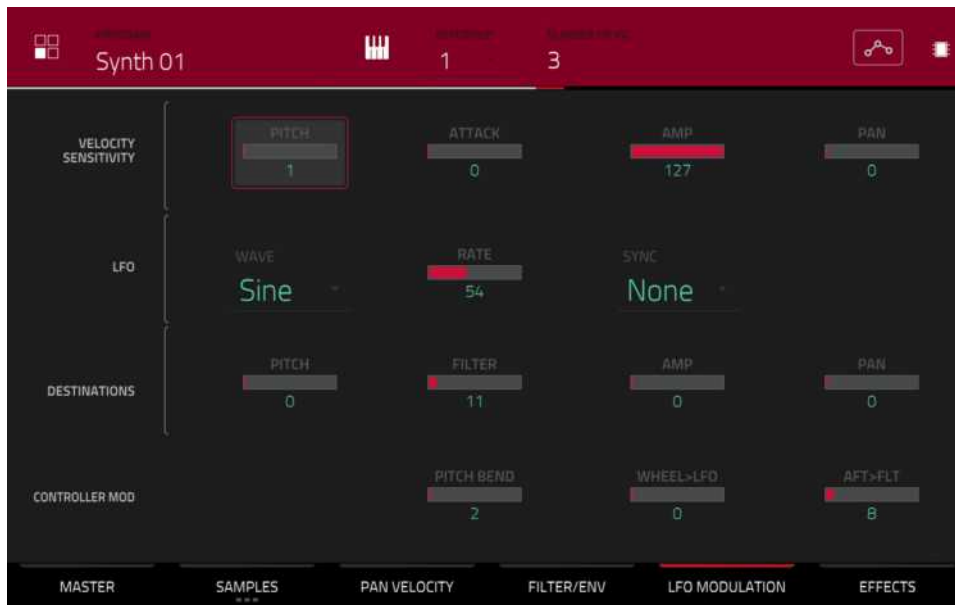 Synth 01
1
3
VELOCITY SENSITIVITY
PITCH
1
ATTACK
0
AMP
127
PAN
0
LFO
WAVE
Sine
RATE
54
SYNC
None
DESTINATIONS
PITCH
0
FILTER
11
AMP
0
PAN
0
CONTROLLER MOD
PITCH BEND
2
WHEEL>LFO
0
AFT>FLT
8
MASTER
SAMPLES
PAN VELOCITY
FILTER/ENV
LFO MODULATION
EFFECTS